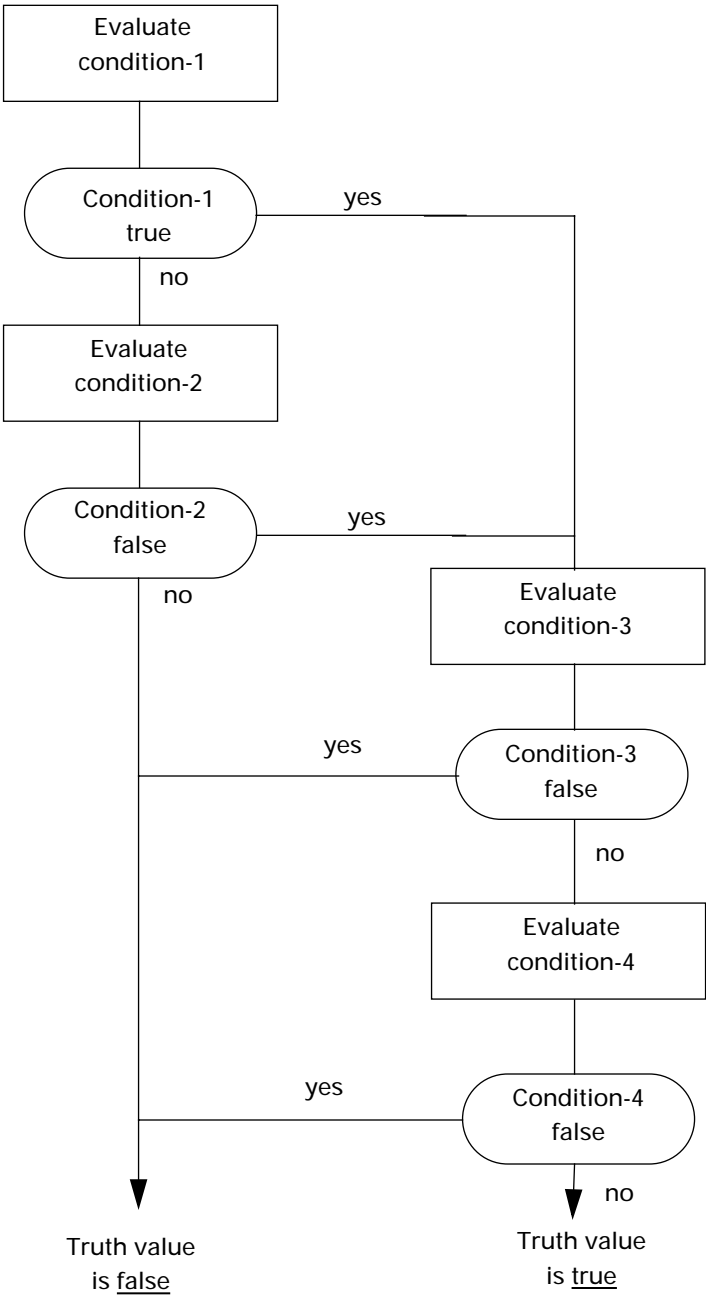 Evaluate
condition-1
Condition-1
true
yes
no
Evaluate
condition-2
Condition-2
false
yes
no
Evaluate
condition-3
Condition-3
false
yes
no
Evaluate
condition-4
Condition-4
false
yes
no
Truth value
is false
Truth value
is true